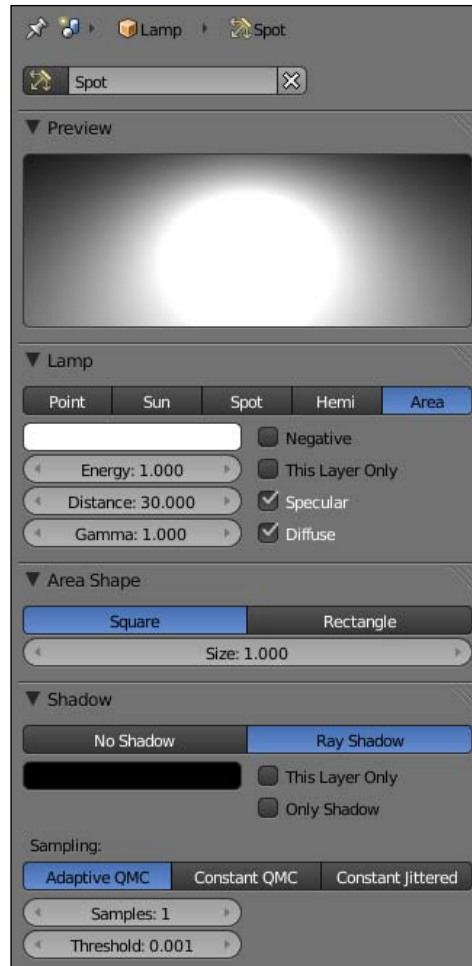 Lamp Spot
Spot
Preview
Lamp
Point Sun Spot Hemi Area
Negative
Energy: 1.000 This Layer Only
Distance: 30.000 Specular
Gamma: 1.000 Diffuse
Area Shape
Square Rectangle
Size: 1.000
Shadow
No Shadow Ray Shadow
This Layer Only
Only Shadow
Sampling:
Adaptive QMC Constant QMC Constant Jittered
Samples: 1
Threshold: 0.001